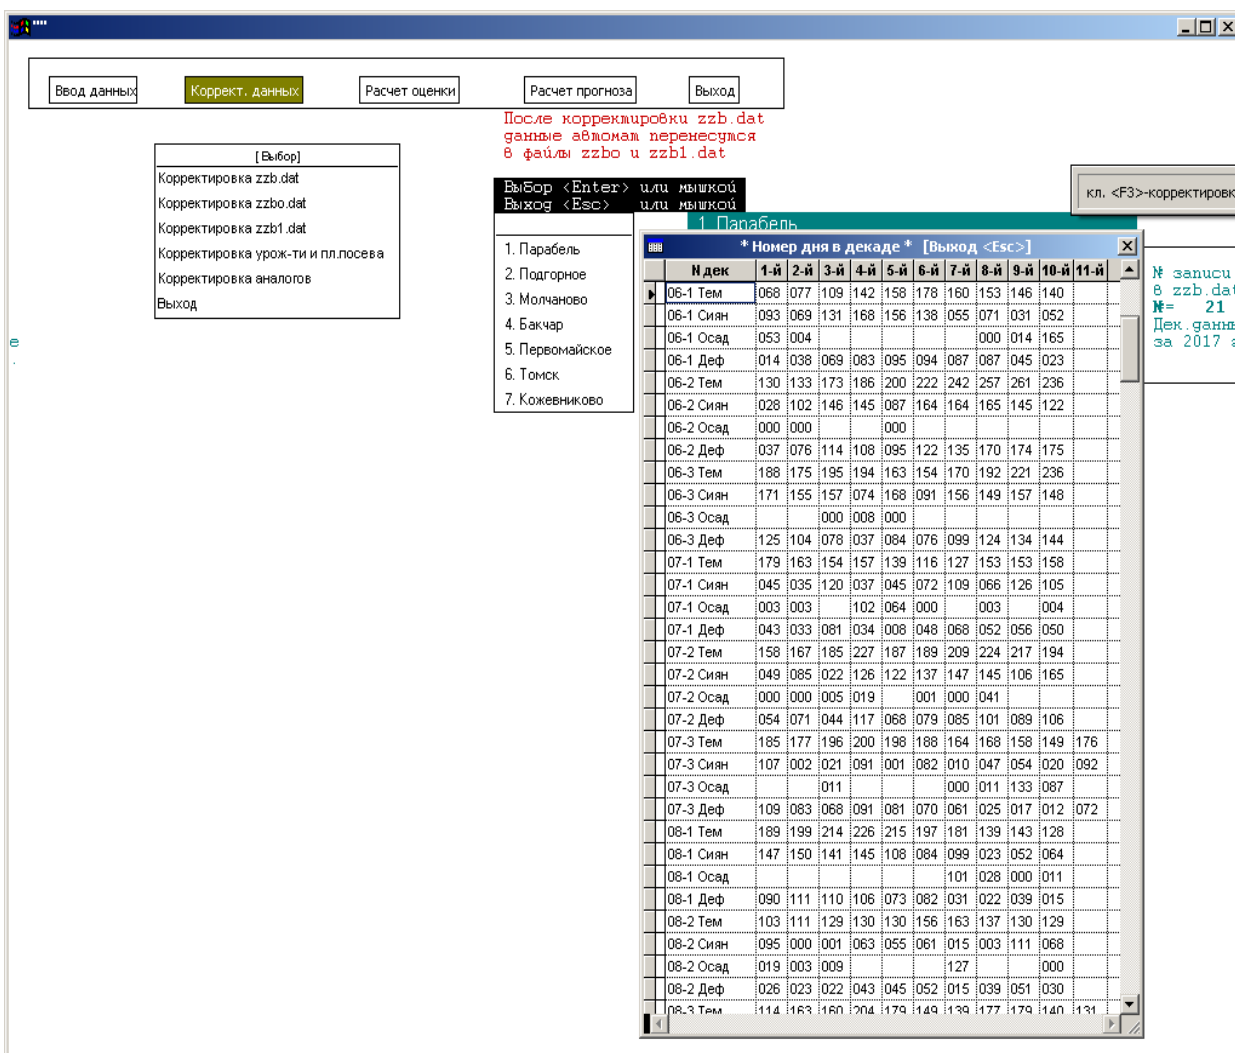 ""
Ввод данных Коррект. данных Расчет оценки Расчет прогноза Выход
После корректировки zzb.dat
данные автомат перенесутся
в файлы zzbo и zzb1.dat
[Выбор]
Корректировка zzb.dat
Корректировка zzbo.dat
Корректировка zzb1.dat
Корректировка урож-ти и пл.посева
Корректировка аналогов
Выход
е
.
Выбор <Enter> или мышкой
Выход <Esc> или мышкой
1. Парабель
2. Подгорное
3. Молчаново
4. Бакчар
5. Первомайское
6. Томск
7. Кожевниково
кл. <F3>-корректировк
1 Парабель
№ записи
в zzb.dat
№= 21
Дек.данны
за 2017 г
* Номер дня в декаде * [Выход <Esc>]
N дек 1-й 2-й 3-й 4-й 5-й 6-й 7-й 8-й 9-й 10-й 11-й
06-1 Тем 068 077 109 142 158 178 160 153 146 140
06-1 Сиян 093 069 131 168 156 138 055 071 031 052
06-1 Осад 053 004 000 014 165
06-1 Деф 014 038 069 083 095 094 087 087 045 023
06-2 Тем 130 133 173 186 200 222 242 257 261 236
06-2 Сиян 028 102 146 145 087 164 164 165 145 122
06-2 Осад 000 000 000
06-2 Деф 037 076 114 108 095 122 135 170 174 175
06-3 Тем 188 175 195 194 163 154 170 192 221 236
06-3 Сиян 171 155 157 074 168 091 156 149 157 148
06-3 Осад 000 008 000
06-3 Деф 125 104 078 037 084 076 099 124 134 144
07-1 Тем 179 163 154 157 139 116 127 153 153 158
07-1 Сиян 045 035 120 037 045 072 109 066 126 105
07-1 Осад 003 003 102 064 000 003 004
07-1 Деф 043 033 081 034 008 048 068 052 056 050
07-2 Тем 158 167 185 227 187 189 209 224 217 194
07-2 Сиян 049 085 022 126 122 137 147 145 106 165
07-2 Осад 000 000 005 019 001 000 041
07-2 Деф 054 071 044 117 068 079 085 101 089 106
07-3 Тем 185 177 196 200 198 188 164 168 158 149 176
07-3 Сиян 107 002 021 091 001 082 010 047 054 020 092
07-3 Осад 011 000 011 133 087
07-3 Деф 109 083 068 091 081 070 061 025 017 012 072
08-1 Тем 189 199 214 226 215 197 181 139 143 128
08-1 Сиян 147 150 141 145 108 084 099 023 052 064
08-1 Осад 101 028 000 011
08-1 Деф 090 111 110 106 073 082 031 022 039 015
08-2 Тем 103 111 129 130 130 156 163 137 130 129
08-2 Сиян 095 000 001 063 055 061 015 003 111 068
08-2 Осад 019 003 009 127 000
08-2 Деф 026 023 022 043 045 052 015 039 051 030
08-3 Тем 114 163 160 204 179 149 139 177 179 140 131